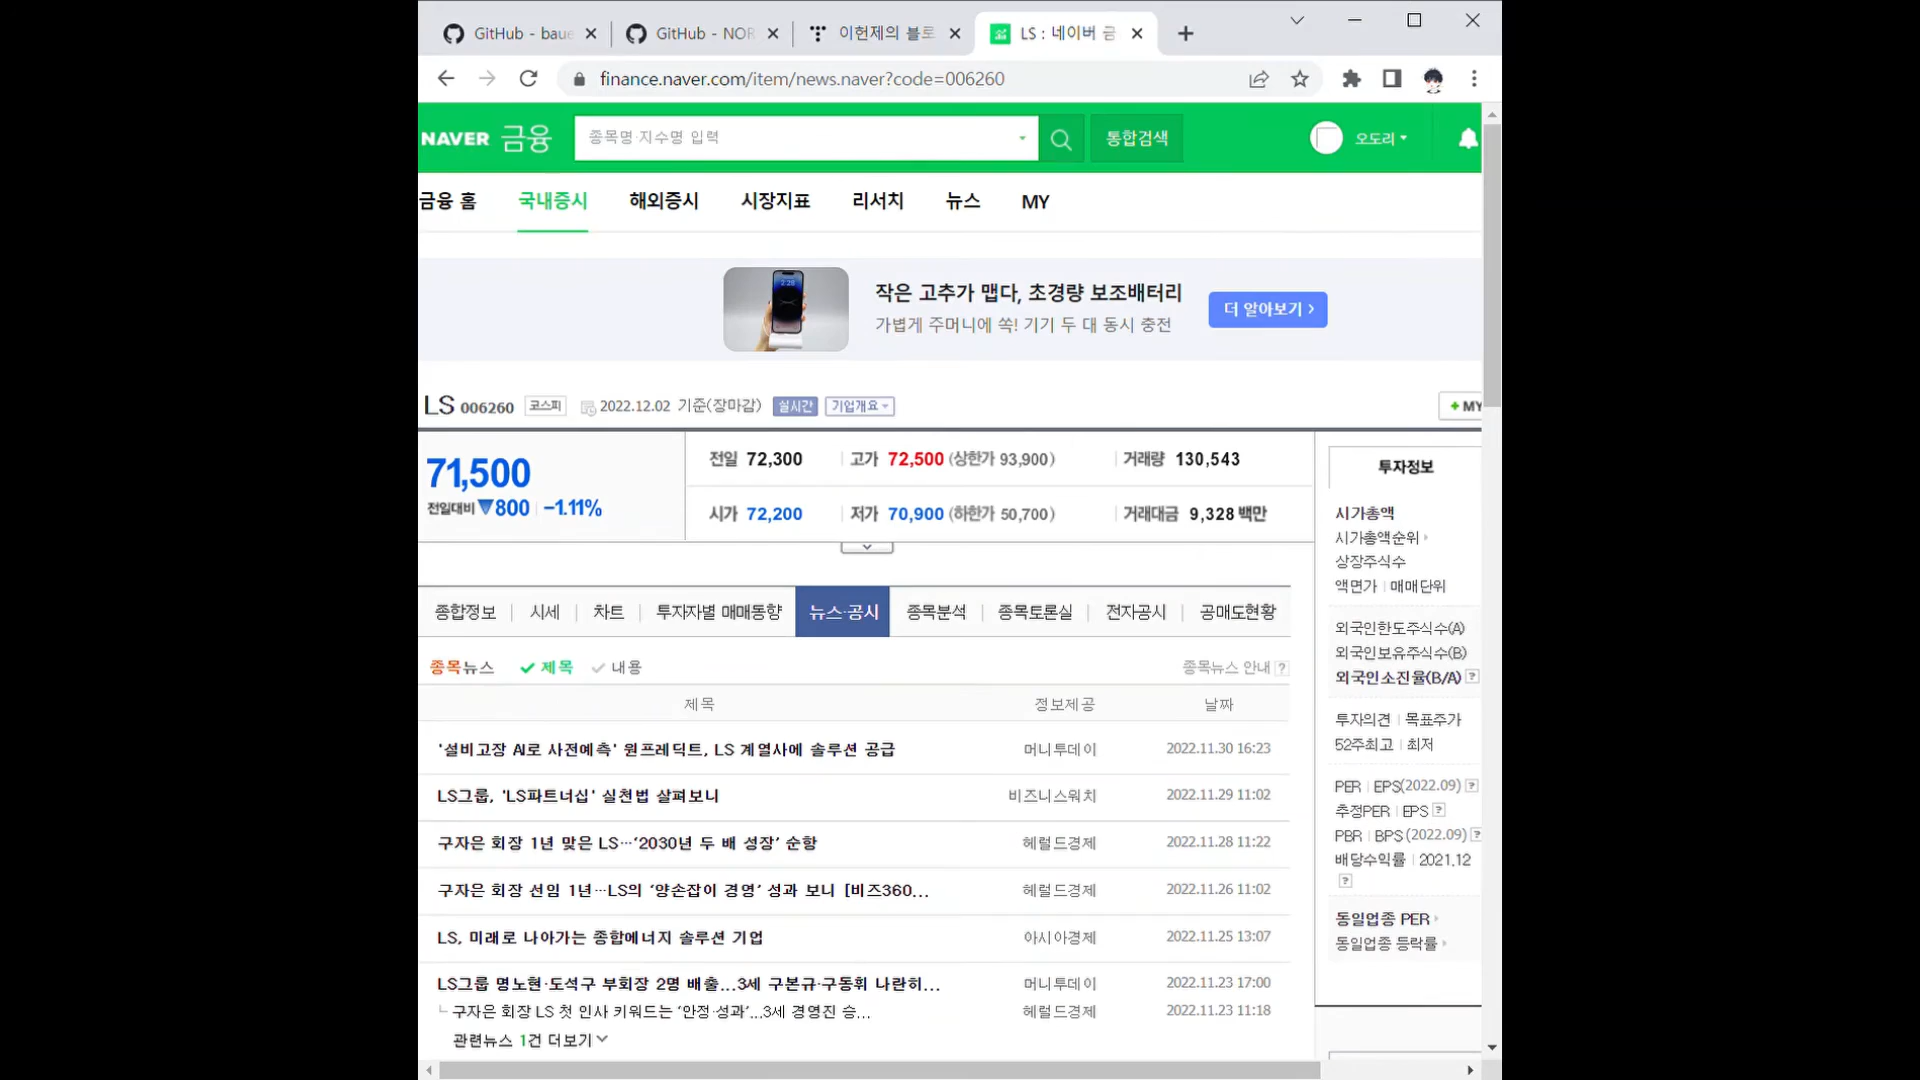 GitHub - baue
GitHub - NOR
이헌제의 블로
LS : 네이버 금
finance.naver.com/item/news.naver?code=006260
NAVER 금융
종목명·지수명 입력
통합검색
오도리
금융 홈
국내증시
해외증시
시장지표
리서치
뉴스
MY
2:28
작은 고추가 맵다, 초경량 보조배터리
가볍게 주머니에 쏙! 기기 두 대 동시 충전
더 알아보기 >
LS 006260 코스피 2022.12.02 기준(장마감) 실시간 기업개요
+ MY
71,500
전일대비 ▼800 | -1.11%
전일 72,300 | 고가 72,500 (상한가 93,900) | 거래량 130,543
시가 72,200 | 저가 70,900 (하한가 50,700) | 거래대금 9,328 백만
종합정보 | 시세 | 차트 | 투자자별 매매동향 뉴스·공시 종목분석 | 종목토론실 | 전자공시 | 공매도현황
종목뉴스 ✓ 제목 ✓ 내용
종목뉴스 안내 ?
제목 정보제공 날짜
'설비고장 AI로 사전예측' 원프레딕트, LS 계열사에 솔루션 공급 머니투데이 2022.11.30 16:23
LS그룹, 'LS파트너십' 실천법 살펴보니 비즈니스워치 2022.11.29 11:02
구자은 회장 1년 맞은 LS…‘2030년 두 배 성장’ 순항 헤럴드경제 2022.11.28 11:22
구자은 회장 선임 1년…LS의 ‘양손잡이 경영’ 성과 보니 [비즈360... 헤럴드경제 2022.11.26 11:02
LS, 미래로 나아가는 종합에너지 솔루션 기업 아시아경제 2022.11.25 13:07
LS그룹 명노현·도석구 부회장 2명 배출...3세 구본규·구동휘 나란히... 머니투데이 2022.11.23 17:00
└ 구자은 회장 LS 첫 인사 키워드는 ‘안정·성과’...3세 경영진 승... 헤럴드경제 2022.11.23 11:18
관련뉴스 1건 더보기
투자정보
시가총액
시가총액순위
상장주식수
액면가 | 매매단위
외국인한도주식수(A)
외국인보유주식수(B)
외국인소진율(B/A) ?
투자의견 | 목표주가
52주최고 | 최저
PER | EPS(2022.09) ?
추정PER | EPS ?
PBR | BPS (2022.09) ?
배당수익률 | 2021.12
?
동일업종 PER
동일업종 등락률